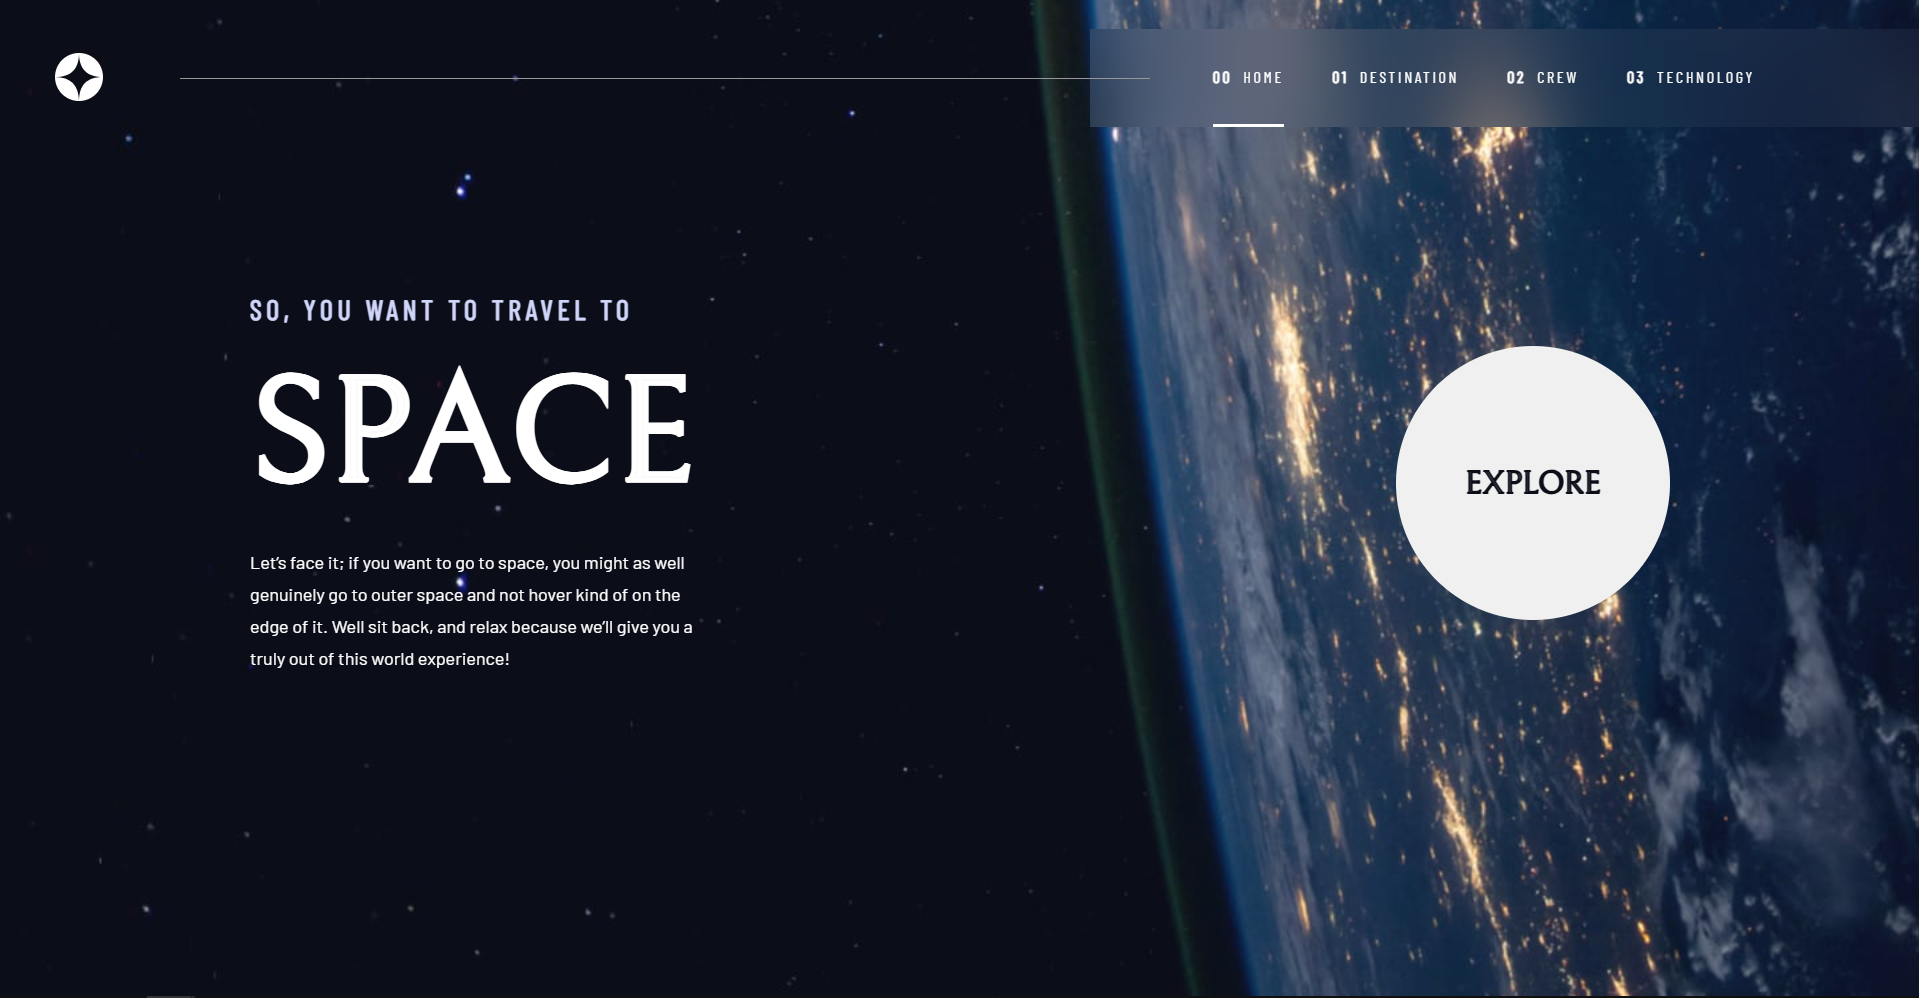 00 HOME 01 DESTINATION 02 CREW 03 TECHNOLOGY
SO, YOU WANT TO TRAVEL TO
SPACE
Let’s face it; if you want to go to space, you might as well
genuinely go to outer space and not hover kind of on the
edge of it. Well sit back, and relax because we’ll give you a
truly out of this world experience!
EXPLORE